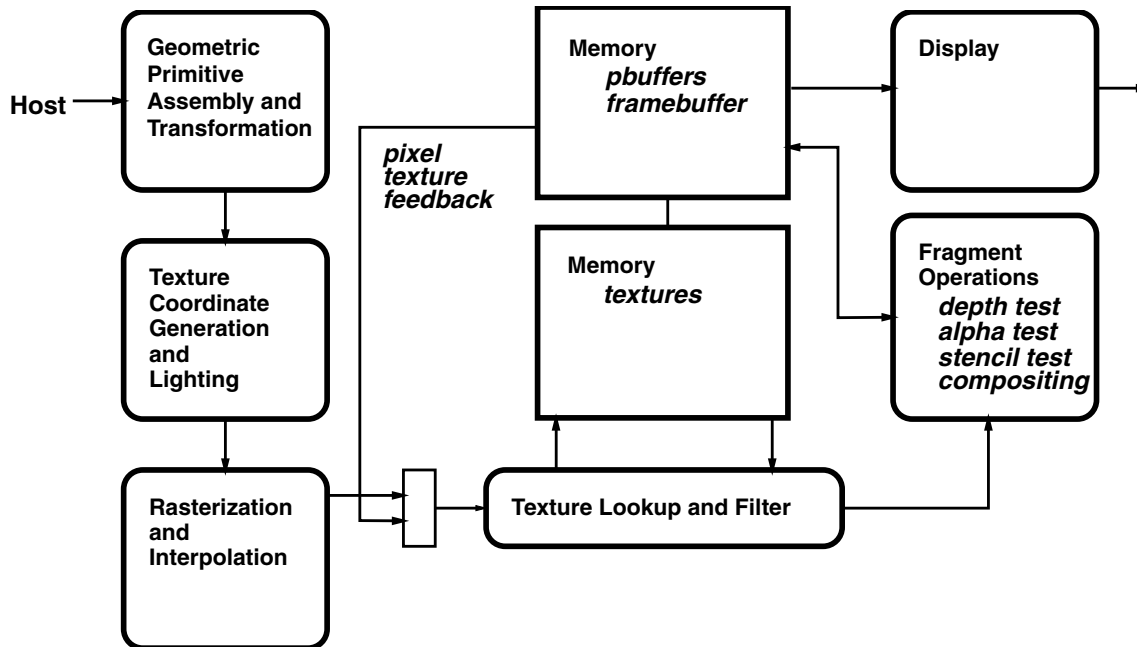 Host
Geometric
Primitive
Assembly and
Transformation
Texture
Coordinate
Generation
and
Lighting
Rasterization
and
Interpolation
pixel
texture
feedback
Memory
pbuffers
framebuffer
Memory
textures
Texture Lookup and Filter
Display
Fragment
Operations
depth test
alpha test
stencil test
compositing